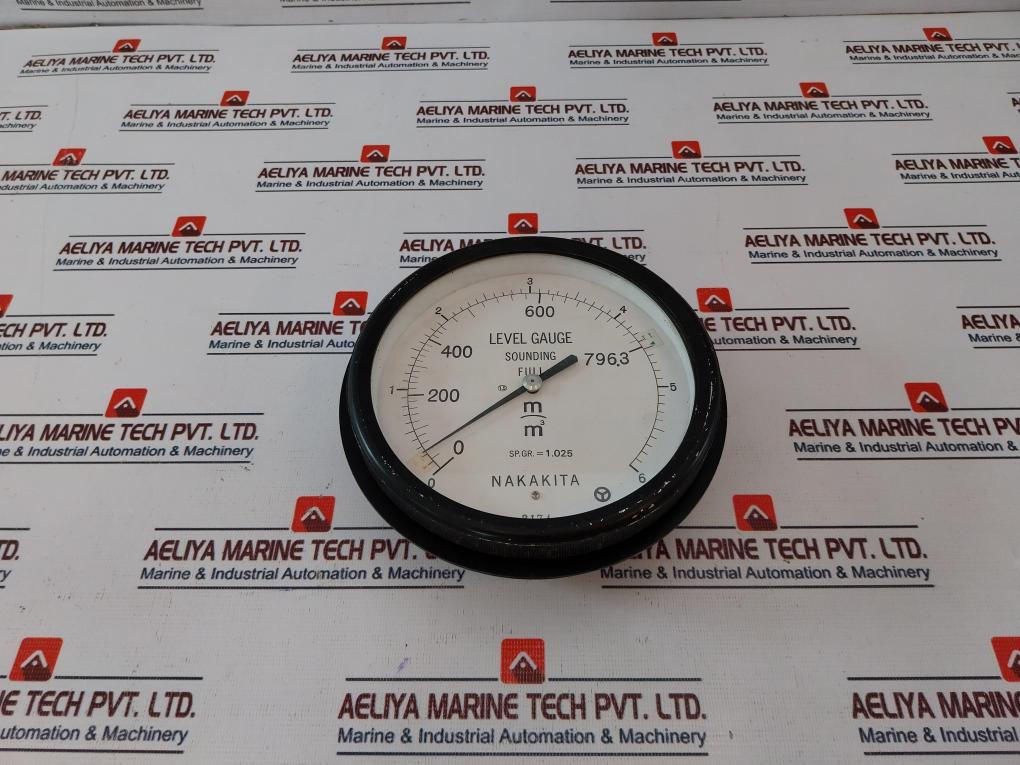 AELIYA MARINE TECH PVT. LTD.
Marine & Industrial Automation & Machinery
3
600
2
4
LEVEL GAUGE
400
SOUNDING
796.3
FULL
1
5
200
m
m³
0
SP.GR. = 1.025
NAKAKITA
0
6